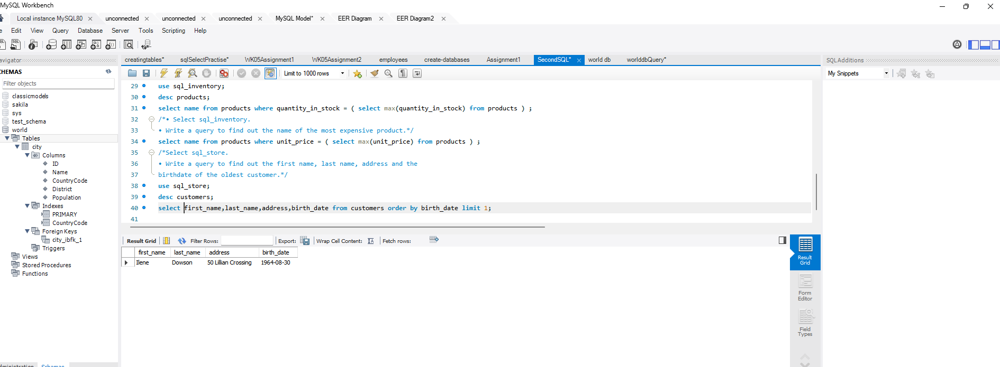 MySQL Workbench
Local instance MySQL80 unconnected unconnected unconnected MySQL Model* EER Diagram EER Diagram2
Edit View Query Database Server Tools Scripting Help
avigator
CHEMAS
Filter objects
classicmodels
sakila
sys
test_schema
world
Tables
city
Columns
ID
Name
CountryCode
District
Population
Indexes
PRIMARY
CountryCode
Foreign Keys
city_ibfk_1
Triggers
Views
Stored Procedures
Functions
dministration Schemas
creatingtables* sqlSelectPractise* WK05Assignment1 WK05Assignment2 employees create-databases Assignment1 SecondSQL* world db worlddbQuery*
Limit to 1000 rows
29 use sql_inventory;
30 desc products;
31 select name from products where quantity_in_stock = ( select max(quantity_in_stock) from products ) ;
32 /*• Select sql_inventory.
33 • Write a query to find out the name of the most expensive product.*/
34 select name from products where unit_price = ( select max(unit_price) from products ) ;
35 /*Select sql_store.
36 • Write a query to find out the first name, last name, address and the
37 birthdate of the oldest customer.*/
38 use sql_store;
39 desc customers;
40 select first_name,last_name,address,birth_date from customers order by birth_date limit 1;
41
Result Grid Filter Rows: Export: Wrap Cell Content: Fetch rows:
first_name last_name address birth_date
Ilene Dowson 50 Lillian Crossing 1964-08-30
Result
Grid
Form
Editor
Field
Types
SQLAdditions
My Snippets